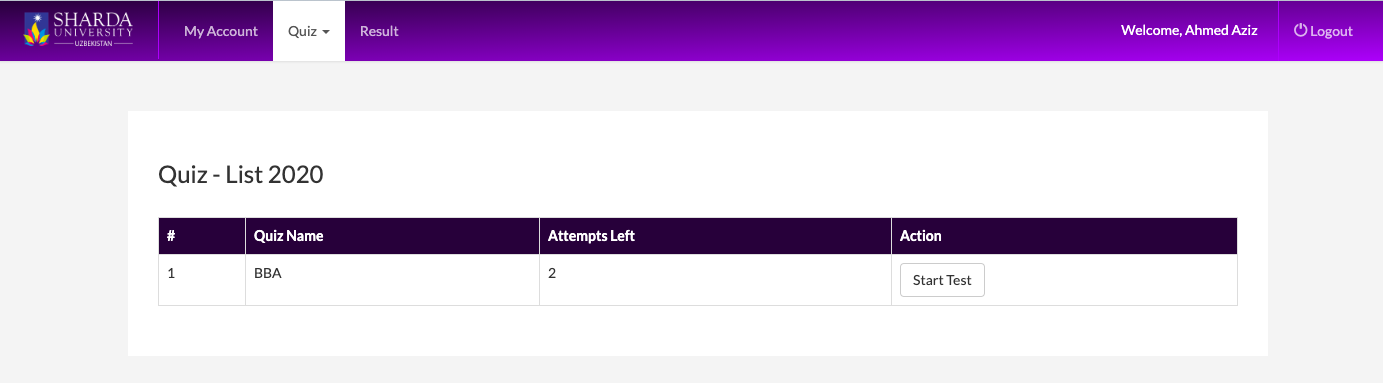 SHARDA
UNIVERSITY
UZBEKISTAN
My Account
Quiz
Result
Welcome, Ahmed Aziz
Logout
Quiz - List 2020
# Quiz Name Attempts Left Action
1 BBA 2 Start Test